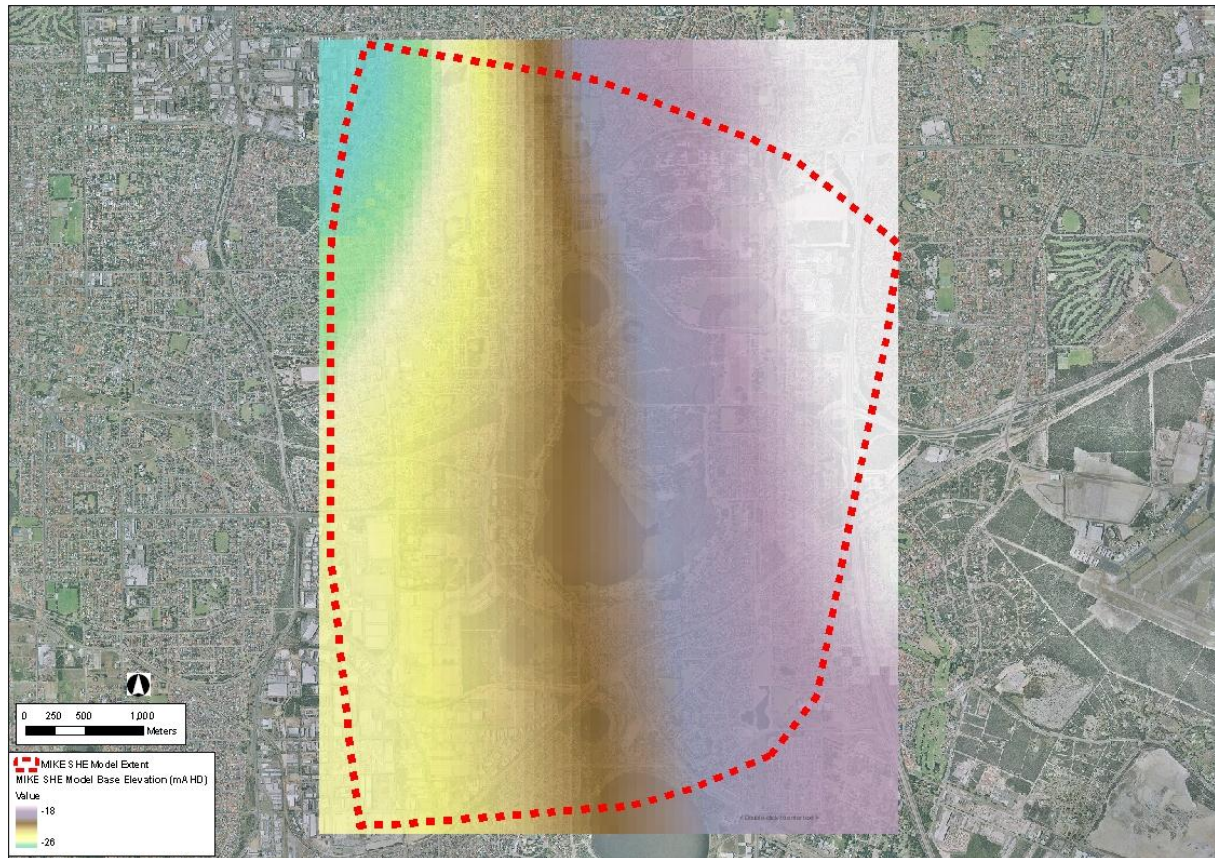 0 250 500 1,000
Meters
MIKE SHE Model Extent
MIKE SHE Model Base Elevation (mAHD)
Value
-18
-26